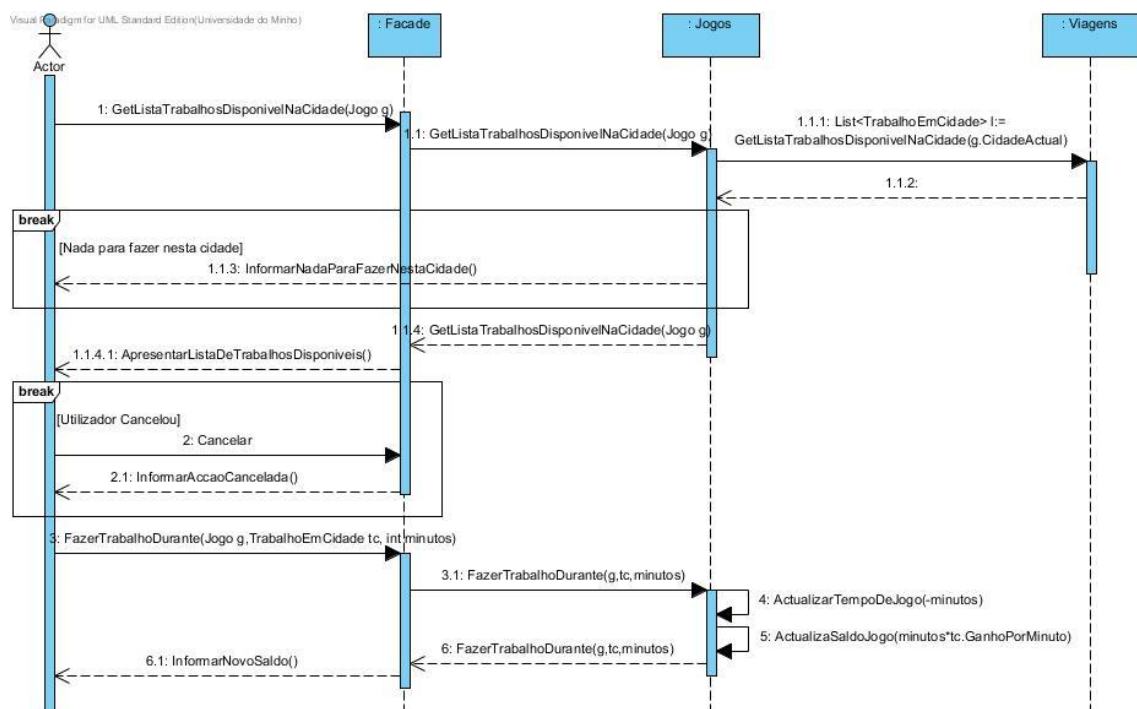 Visual Paradigm for UML Standard Edition(Universidade do Minho)
: Facade
: Jogos
: Viagens
Actor
1: GetListaTrabalhosDisponivelNaCidade(Jogo g)
1.1: GetListaTrabalhosDisponivelNaCidade(Jogo g)
1.1.1: List<TrabalhoEmCidade> l:=
GetListaTrabalhosDisponivelNaCidade(g.CidadeActual)
1.1.2:
break
[Nada para fazer nesta cidade]
1.1.3: InformarNadaParaFazerNestaCidade()
1.1.4: GetListaTrabalhosDisponivelNaCidade(Jogo g)
1.1.4.1: ApresentarListaDeTrabalhosDisponiveis()
break
[Utilizador Cancelou]
2: Cancelar
2.1: InformarAccaoCancelada()
3: FazerTrabalhoDurante(Jogo g,TrabalhoEmCidade tc, int minutos)
3.1: FazerTrabalhoDurante(g,tc,minutos)
4: ActualizarTempoDeJogo(-minutos)
5: ActualizaSaldoJogo(minutos*tc.GanhoPorMinuto)
6: FazerTrabalhoDurante(g,tc,minutos)
6.1: InformarNovoSaldo()